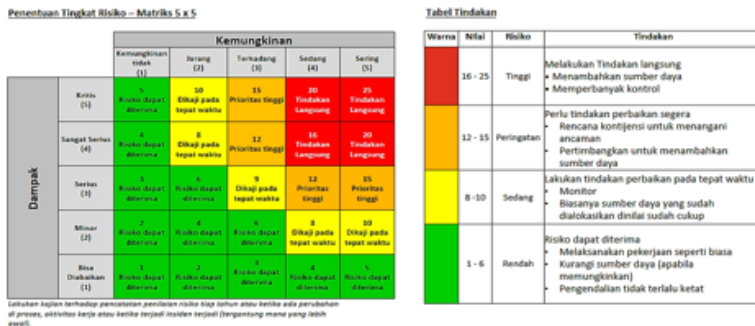 Penentuan Tingkat Risiko – Matriks 5 x 5
Kemungkinan
Kemungkinan tidak (1)
Jarang (2)
Terkadang (3)
Sedang (4)
Sering (5)
Dampak
Kritis (5)
5 Risiko dapat diterima
10 Dikaji pada tepat waktu
15 Prioritas tinggi
20 Tindakan Langsung
25 Tindakan Langsung
Sangat Serius (4)
4 Risiko dapat diterima
8 Dikaji pada tepat waktu
12 Prioritas tinggi
16 Tindakan Langsung
20 Tindakan Langsung
Serius (3)
3 Risiko dapat diterima
6 Risiko dapat diterima
9 Dikaji pada tepat waktu
12 Prioritas tinggi
15 Prioritas tinggi
Minor (2)
2 Risiko dapat diterima
4 Risiko dapat diterima
6 Risiko dapat diterima
8 Dikaji pada tepat waktu
10 Dikaji pada tepat waktu
Bisa Diabaikan (1)
1 Risiko dapat diterima
2 Risiko dapat diterima
3 Risiko dapat diterima
4 Risiko dapat diterima
5 Risiko dapat diterima
Lakukan kajian terhadap pencatatan penilaian risiko tiap tahun atau ketika ada perubahan
di proses, aktivitas kerja atau ketika terjadi insiden terjadi (tergantung mana yang lebih
awal).
Tabel Tindakan
Warna Nilai Risiko Tindakan
16 - 25 Tinggi
Melakukan Tindakan langsung
• Menambahkan sumber daya
• Memperbanyak kontrol
12 - 15 Peringatan
Perlu tindakan perbaikan segera
• Rencana kontijensi untuk menangani
ancaman
• Pertimbangkan untuk menambahkan
sumber daya
8 -10 Sedang
Lakukan tindakan perbaikan pada tepat waktu
• Monitor
• Biasanya sumber daya yang sudah
dialokasikan dinilai sudah cukup
1 - 6 Rendah
Risiko dapat diterima
• Melaksanakan pekerjaan seperti biasa
• Kurangi sumber daya (apabila
memungkinkan)
• Pengendalian tidak terlalu ketat